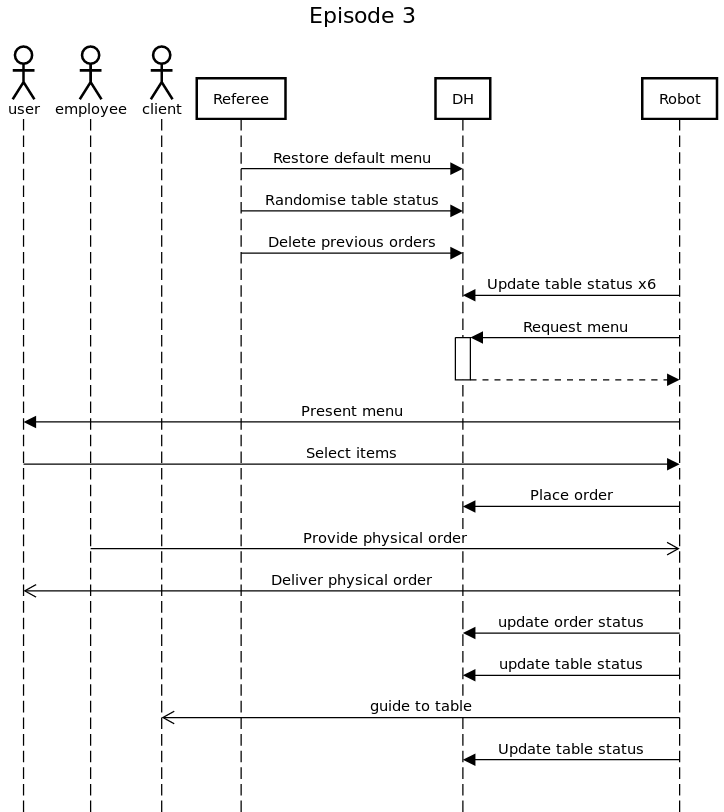 Episode 3
user
employee
client
Referee
DH
Robot
Restore default menu
Randomise table status
Delete previous orders
Update table status x6
Request menu
Present menu
Select items
Place order
Provide physical order
Deliver physical order
update order status
update table status
guide to table
Update table status